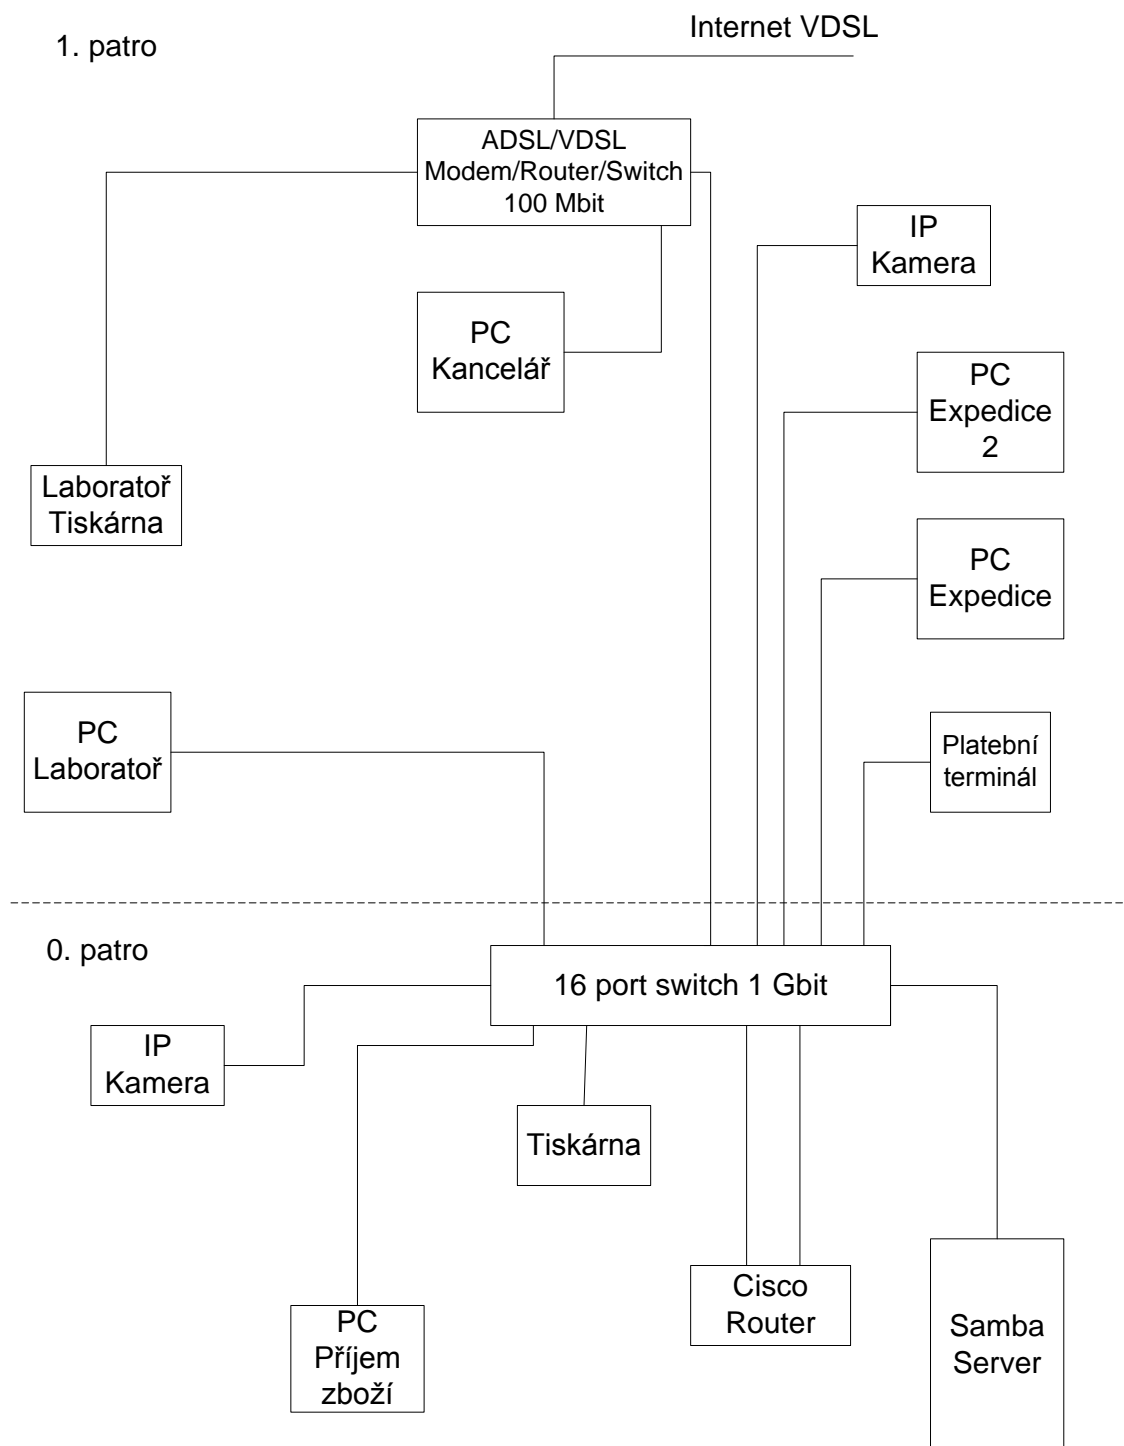 1. patro
Internet VDSL
ADSL/VDSL
Modem/Router/Switch
100 Mbit
IP
Kamera
PC
Kancelář
PC
Expedice
2
Laboratoř
Tiskárna
PC
Expedice
PC
Laboratoř
Platební
terminál
0. patro
16 port switch 1 Gbit
IP
Kamera
Tiskárna
Cisco
Router
PC
Příjem
zboží
Samba
Server